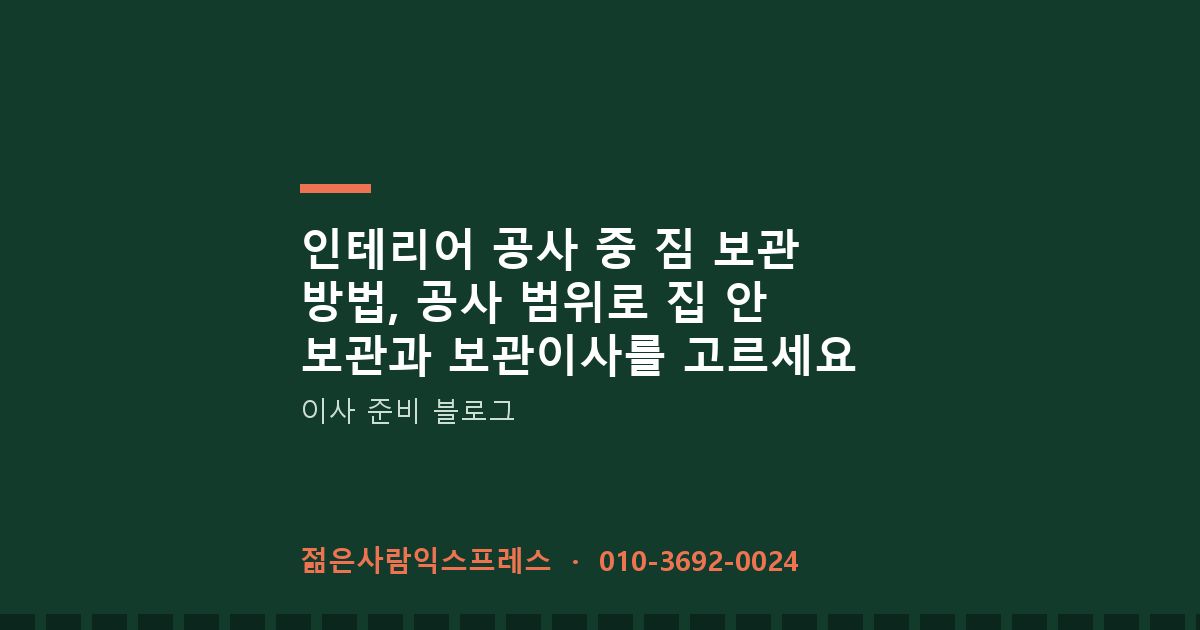 인테리어 공사 중 짐 보관
방법, 공사 범위로 집 안
보관과 보관이사를 고르세요
이사 준비 블로그
젊은사람익스프레스 · 010-3692-0024